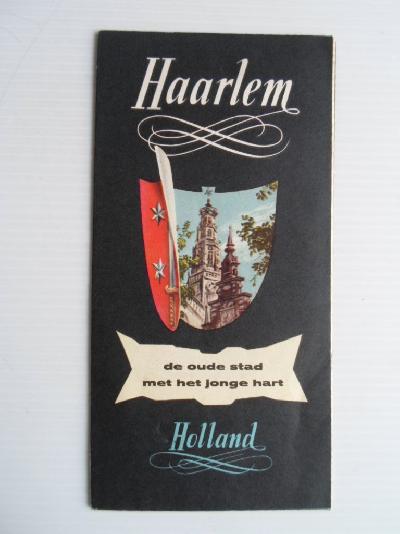 Haarlem
de oude stad
met het jonge hart
Holland